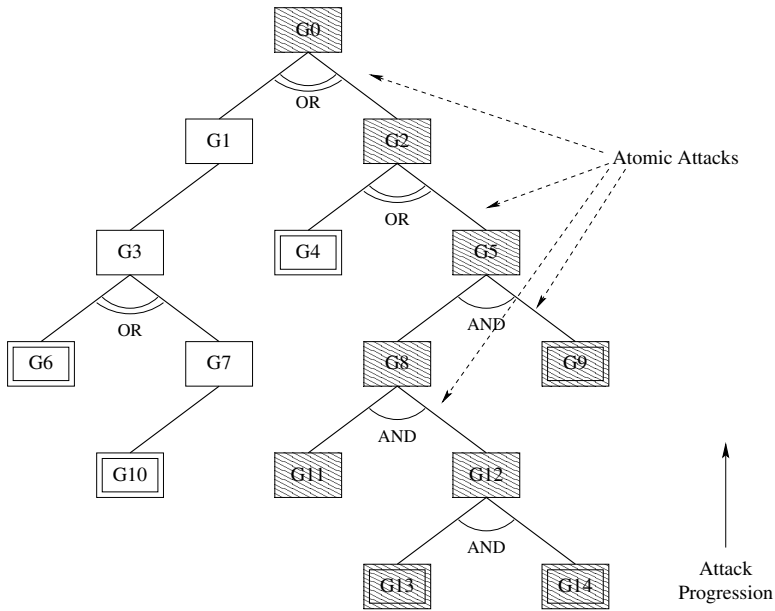 G0
OR
G1
G2
Atomic Attacks
OR
G3
G4
G5
OR
AND
G6
G7
G8
G9
AND
G10
G11
G12
AND
G13
G14
Attack
Progression